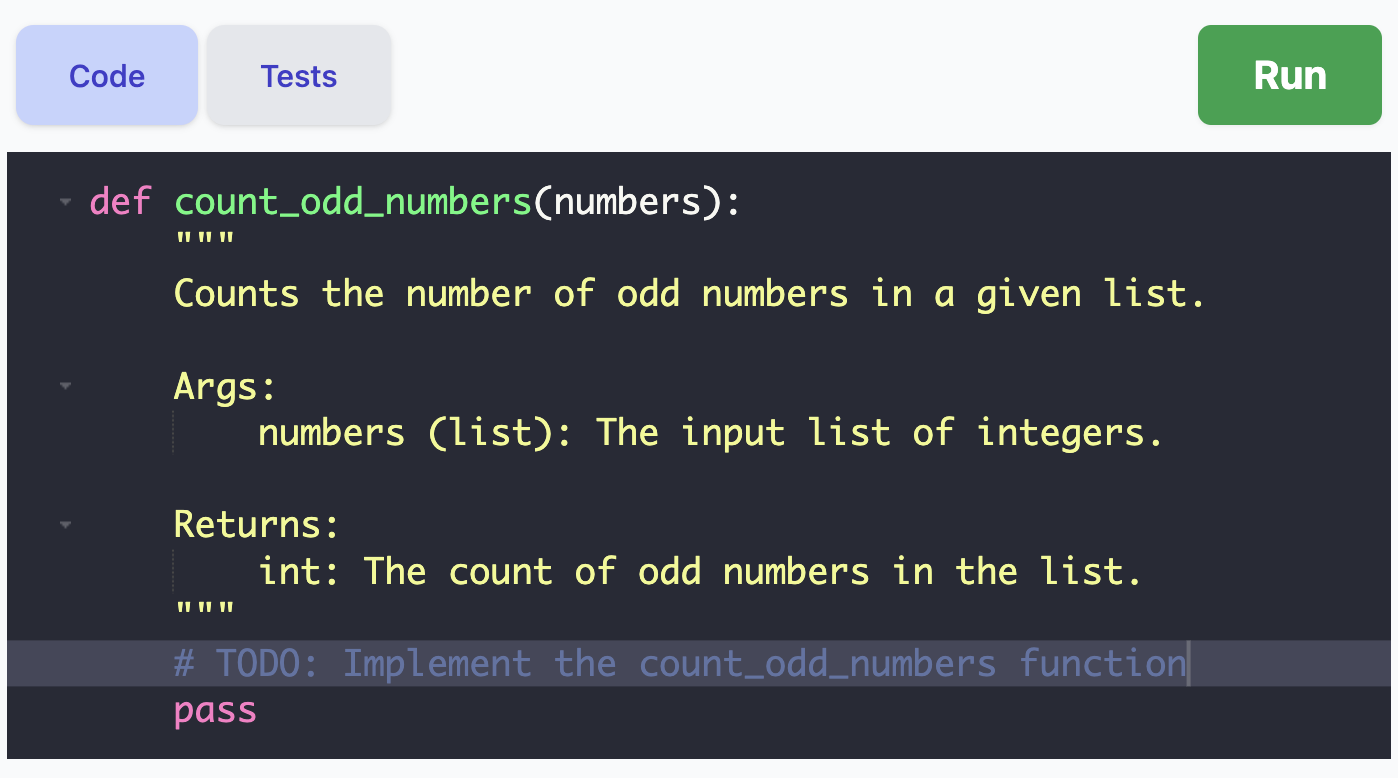 Code Tests Run
def count_odd_numbers(numbers):
    """
    Counts the number of odd numbers in a given list.

    Args:
        numbers (list): The input list of integers.

    Returns:
        int: The count of odd numbers in the list.
    """
    # TODO: Implement the count_odd_numbers function
    pass